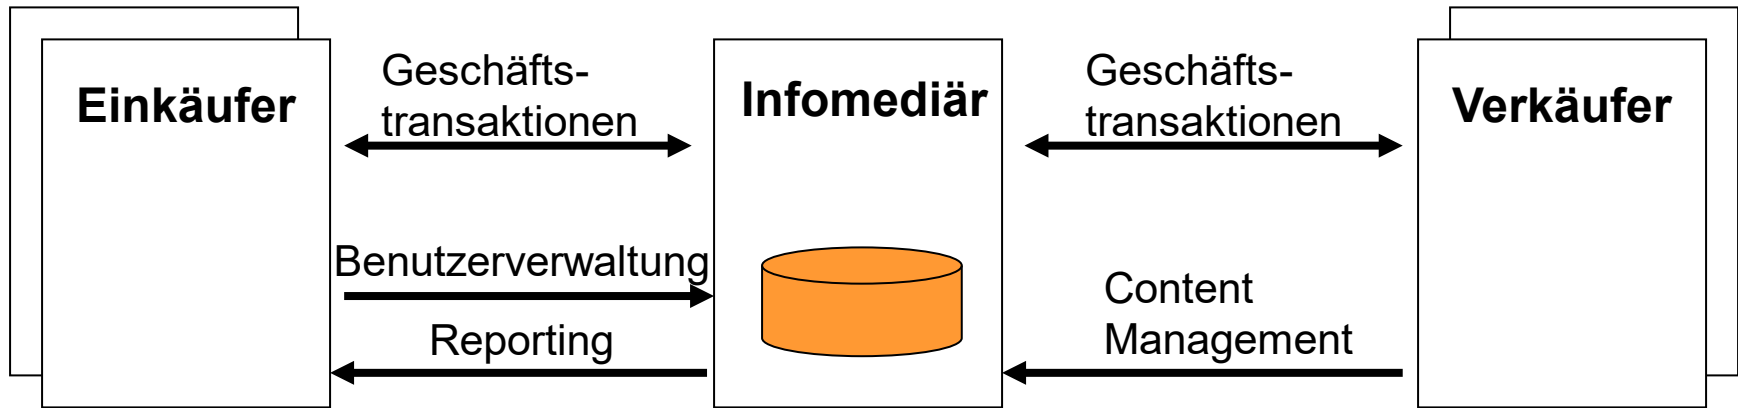 Einkäufer
Geschäfts-
transaktionen
Infomediär
Geschäfts-
transaktionen
Verkäufer
Benutzerverwaltung
Reporting
Content
Management